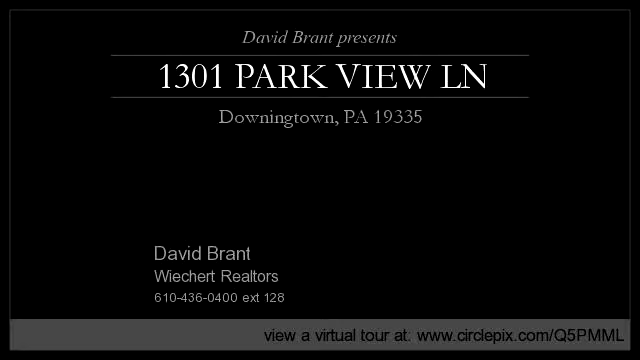 David Brant presents
1301 PARK VIEW LN
Downingtown, PA 19335
David Brant
Wiechert Realtors
610-436-0400 ext 128
view a virtual tour at: www.circlepix.com/Q5PMML